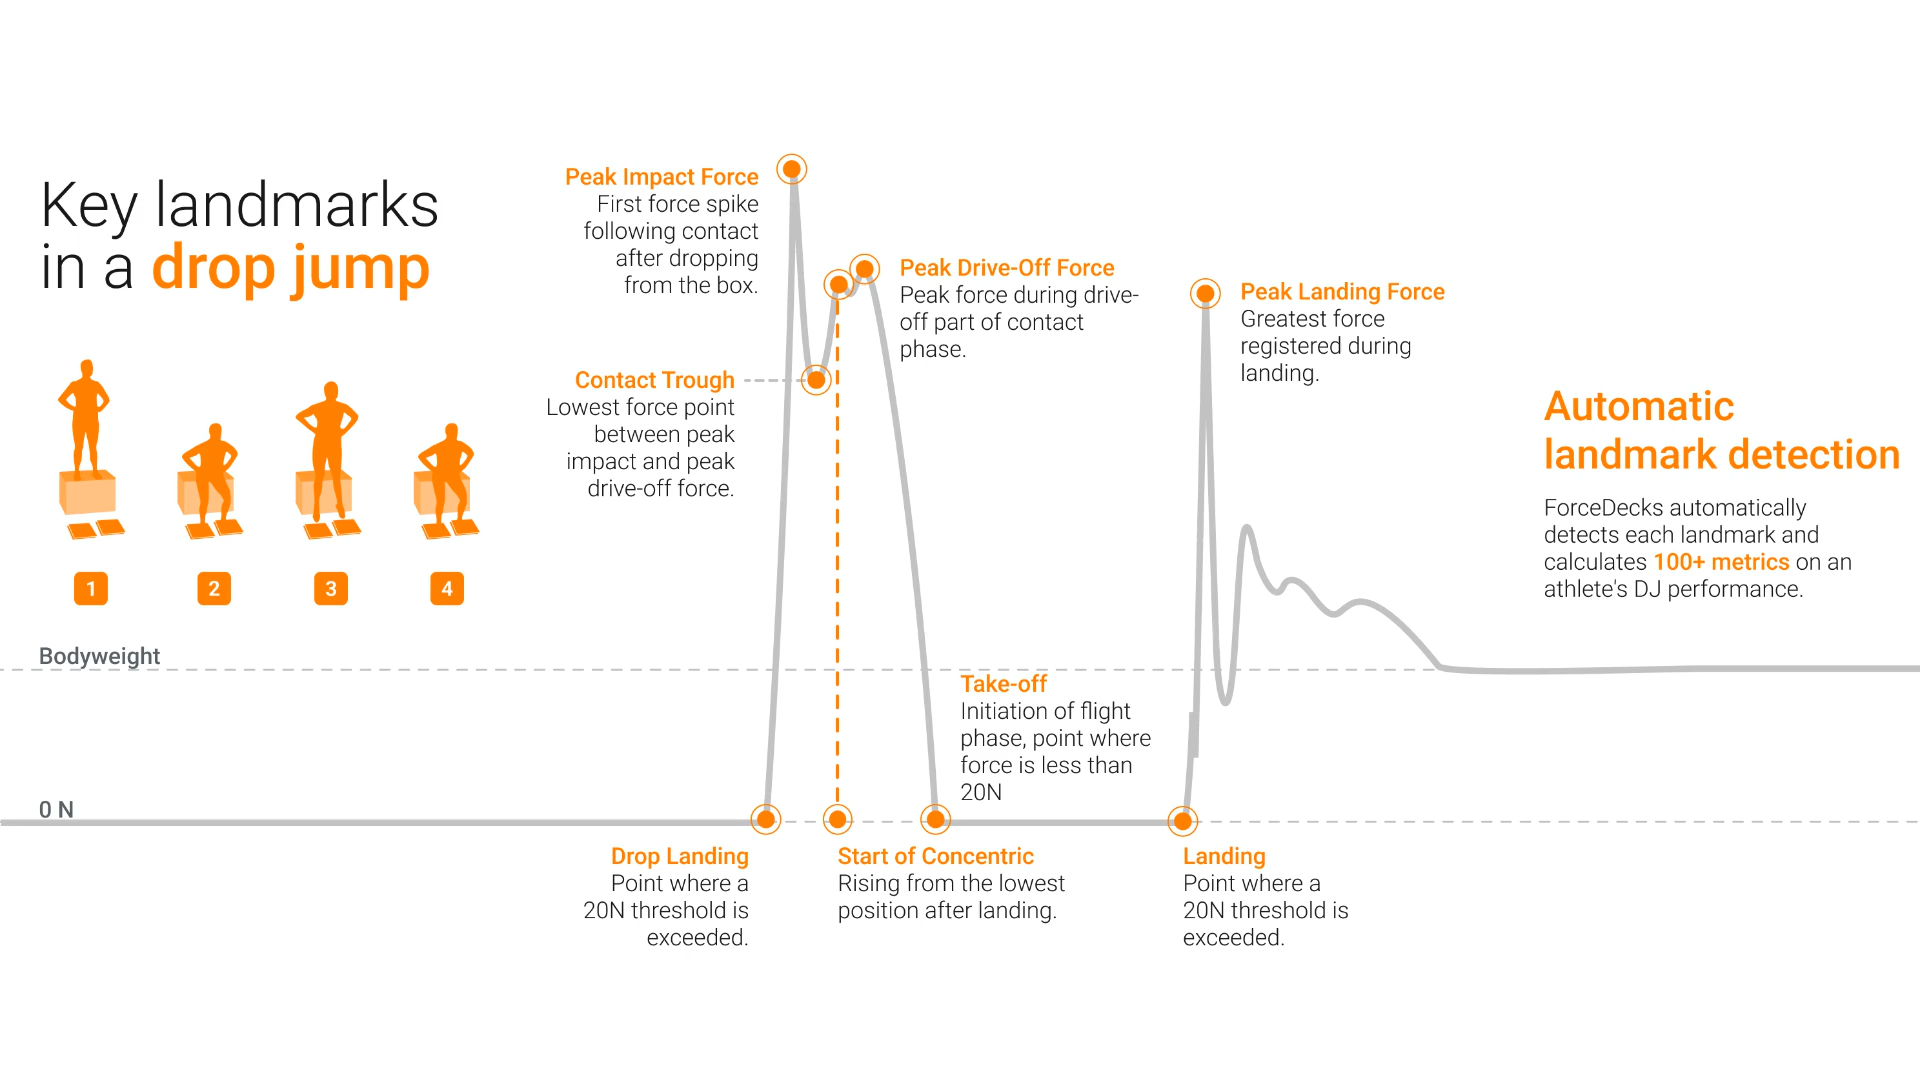 Key landmarks
in a drop jump
1
2
3
4
Bodyweight
0 N
Peak Impact Force
First force spike
following contact
after dropping
from the box.
Contact Trough
Lowest force point
between peak
impact and peak
drive-off force.
Peak Drive-Off Force
Peak force during drive-
off part of contact
phase.
Peak Landing Force
Greatest force
registered during
landing.
Take-off
Initiation of flight
phase, point where
force is less than
20N
Drop Landing
Point where a
20N threshold is
exceeded.
Start of Concentric
Rising from the lowest
position after landing.
Landing
Point where a
20N threshold is
exceeded.
Automatic
landmark detection
ForceDecks automatically
detects each landmark and
calculates 100+ metrics on an
athlete's DJ performance.